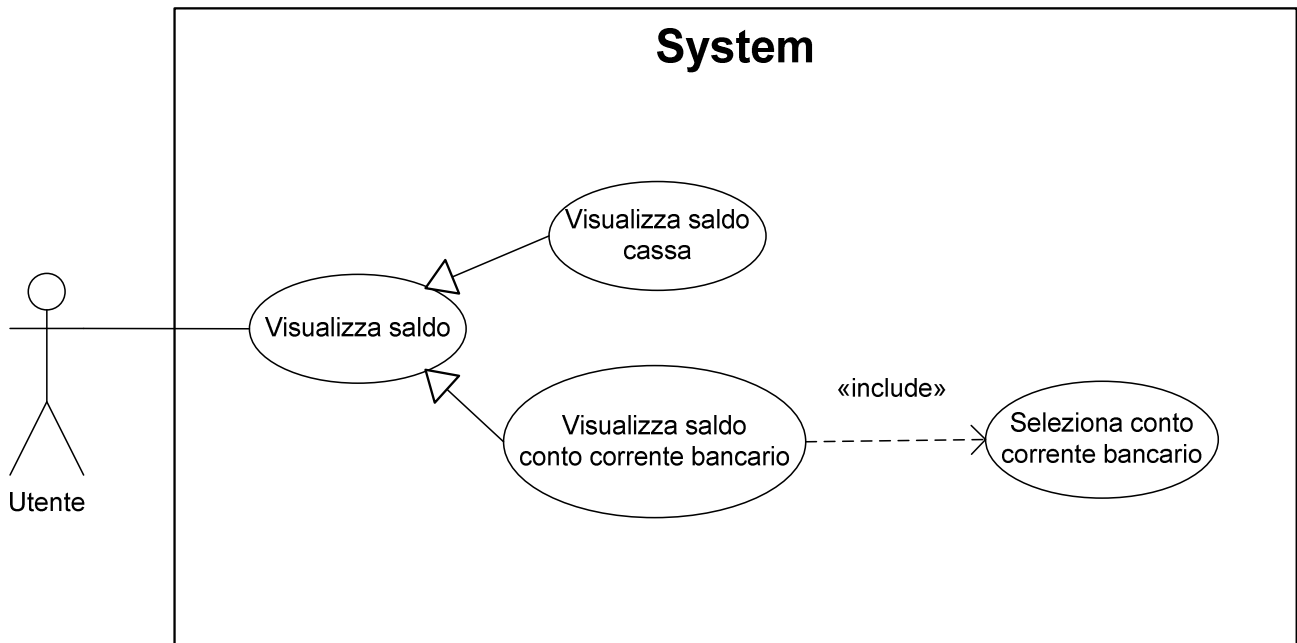 System
Visualizza saldo
cassa
Visualizza saldo
Visualizza saldo
conto corrente bancario
«include»
Seleziona conto
corrente bancario
Utente